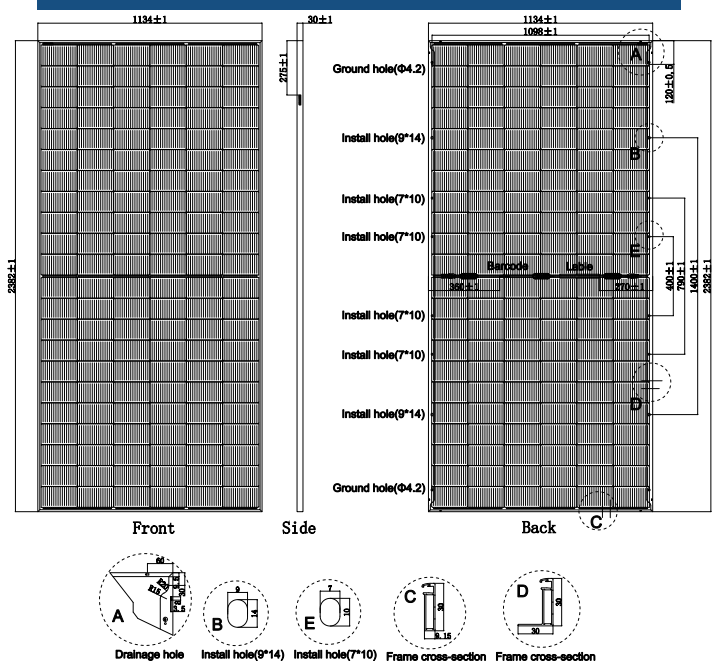 1134±1
30±1
1134±1
1098±1
275±1
120±0.5
A
Ground hole(Φ4.2)
Install hole(9*14)
B
Install hole(7*10)
Install hole(7*10)
E
Barcode
Lable
350±1
270±1
2382±1
400±1
790±1
1400±1
2382±1
Install hole(7*10)
Install hole(7*10)
D
Install hole(9*14)
Ground hole(Φ4.2)
C
Front
Side
Back
60
30
A
B
9
14
E
7
10
C
30
9.15
D
30
30
Drainage hole
Install hole(9*14)
Install hole(7*10)
Frame cross-section
Frame cross-section